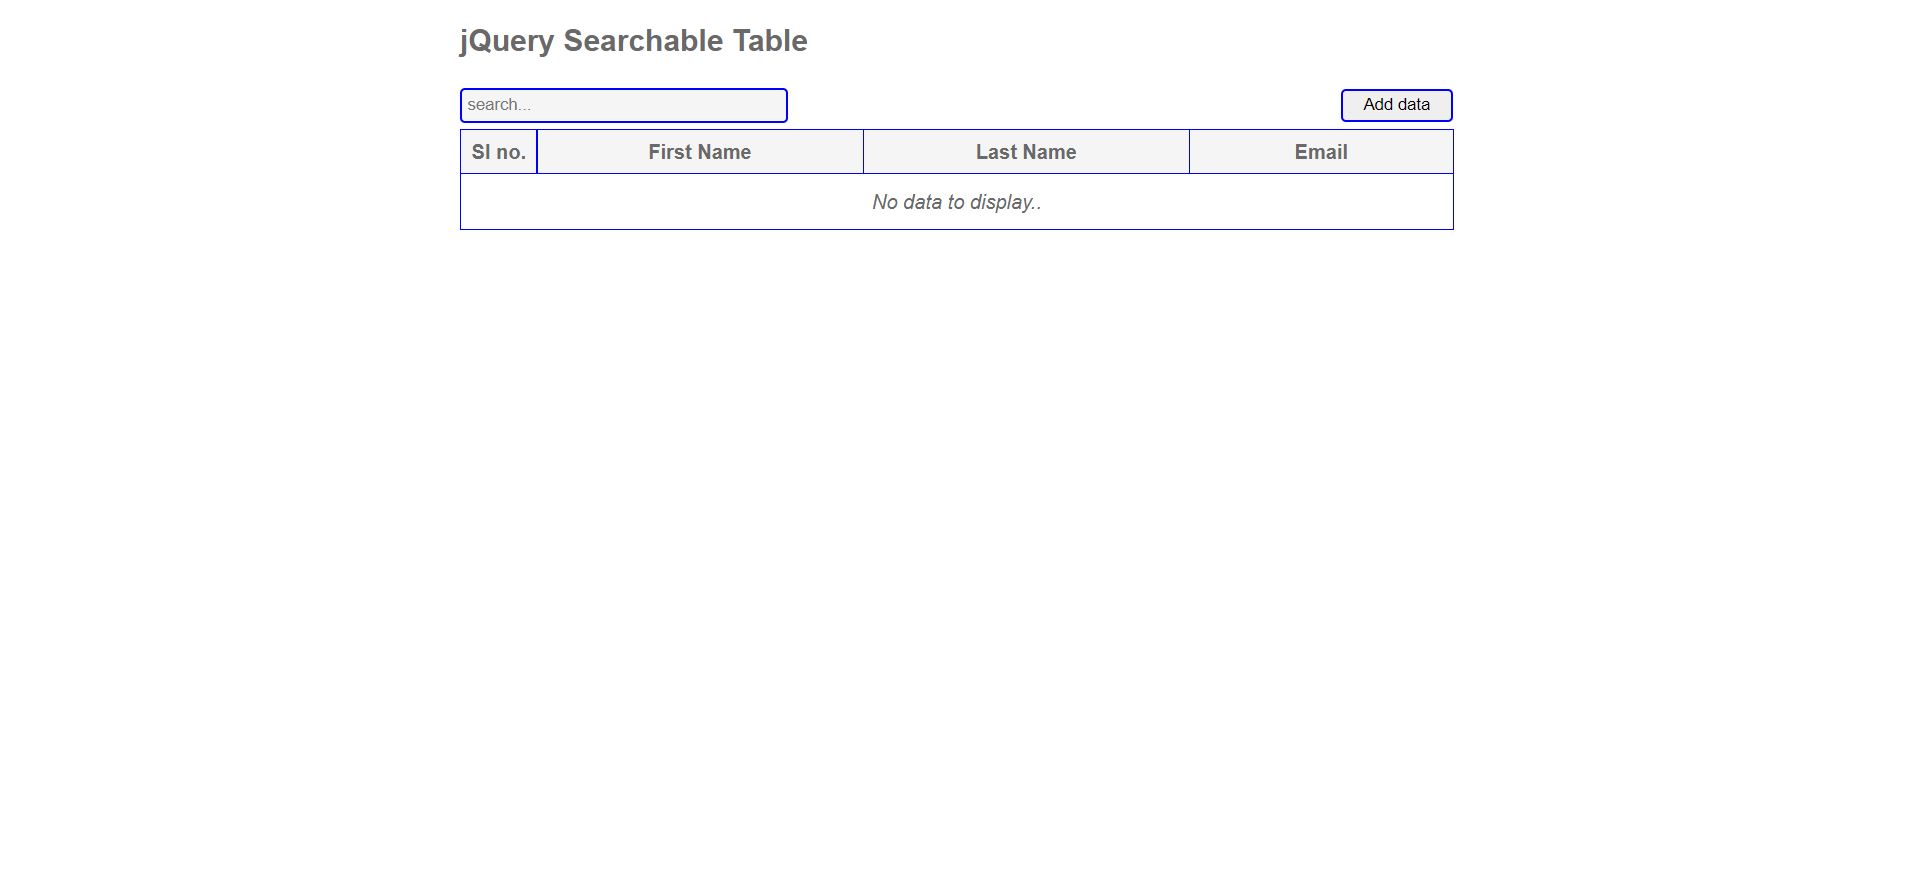 jQuery Searchable Table
search...
Add data
Sl no.
First Name
Last Name
Email
No data to display..